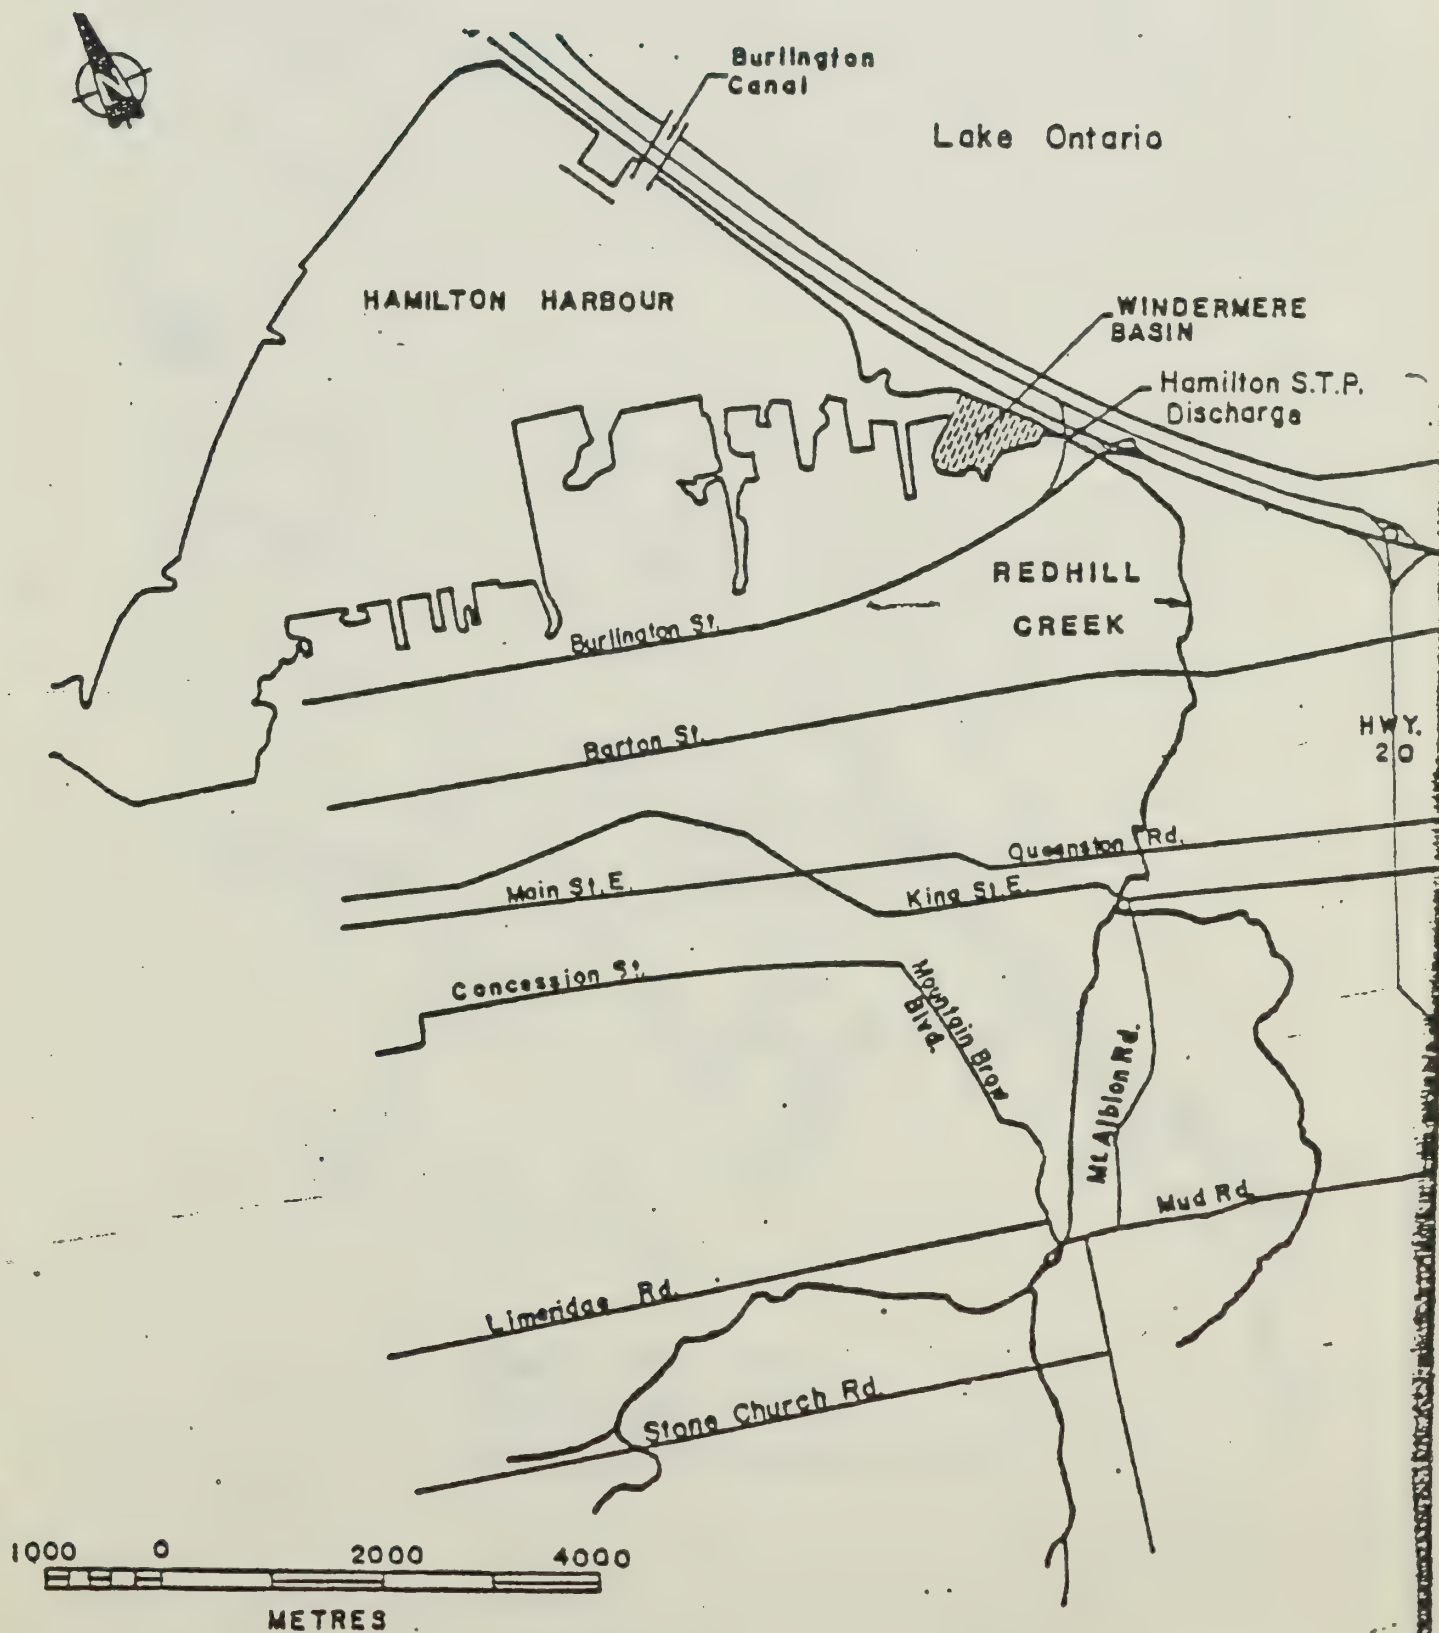 N
Burlington
Canal
Lake Ontario
HAMILTON HARBOUR
WINDERMERE
BASIN
Hamilton S.T.P.
Discharge
REDHILL
CREEK
Burlington St.
Barton St.
HWY.
20
Queenston Rd.
Main St. E.
King St. E.
Concession St.
Mountain Brow
Blvd.
Mt. Albion Rd.
Mud Rd.
Limeridge Rd.
Stone Church Rd.
1000 0 2000 4000
METRES